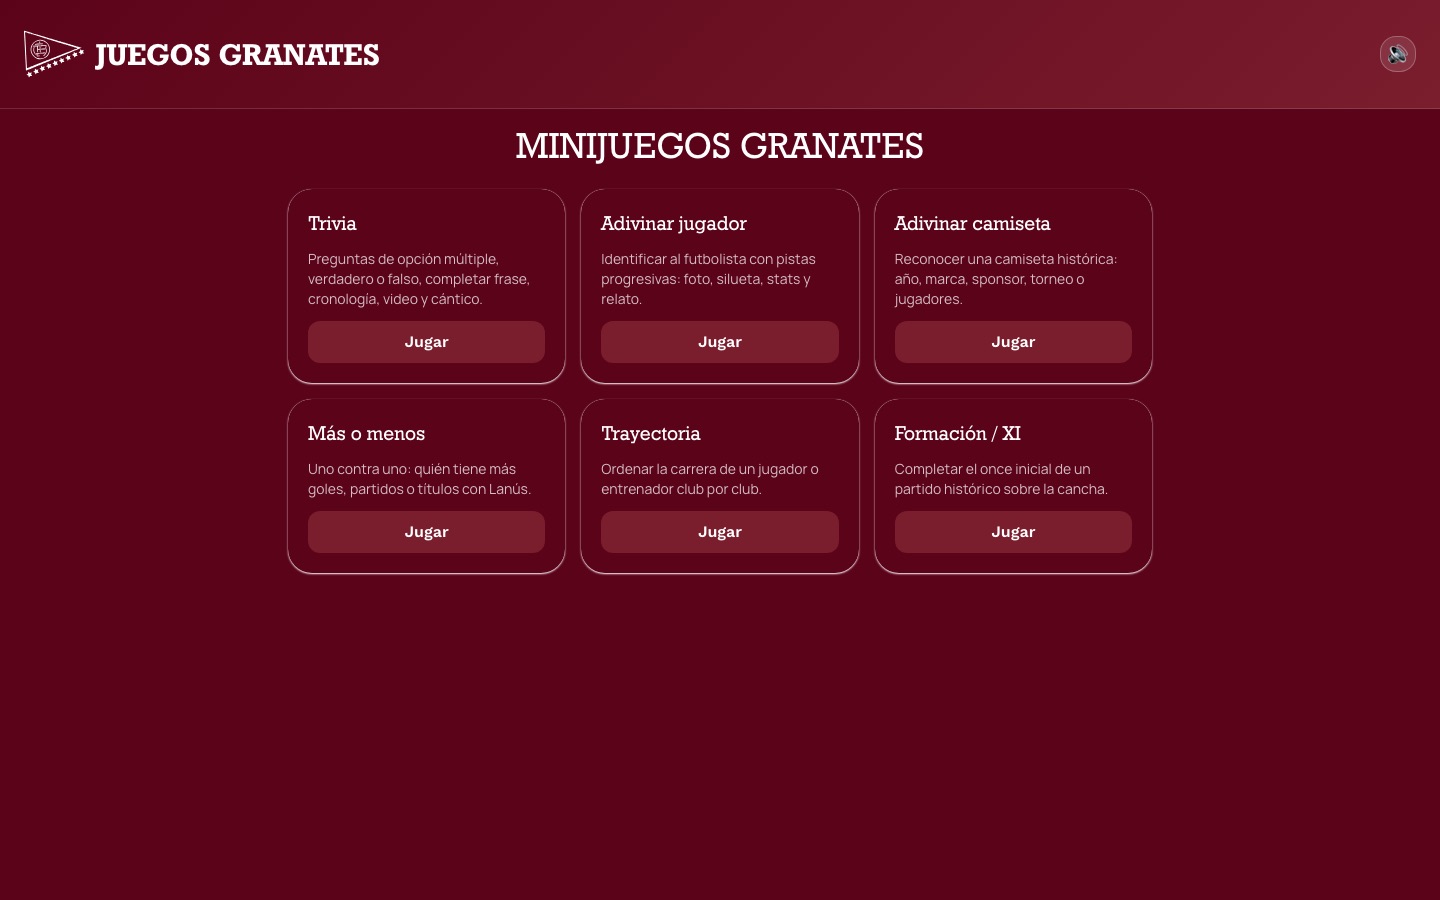 JUEGOS GRANATES
MINIJUEGOS GRANATES
Trivia
Preguntas de opción múltiple,
verdadero o falso, completar frase,
cronología, video y cántico.
Jugar
Adivinar jugador
Identificar al futbolista con pistas
progresivas: foto, silueta, stats y
relato.
Jugar
Adivinar camiseta
Reconocer una camiseta histórica:
año, marca, sponsor, torneo o
jugadores.
Jugar
Más o menos
Uno contra uno: quién tiene más
goles, partidos o títulos con Lanús.
Jugar
Trayectoria
Ordenar la carrera de un jugador o
entrenador club por club.
Jugar
Formación / XI
Completar el once inicial de un
partido histórico sobre la cancha.
Jugar